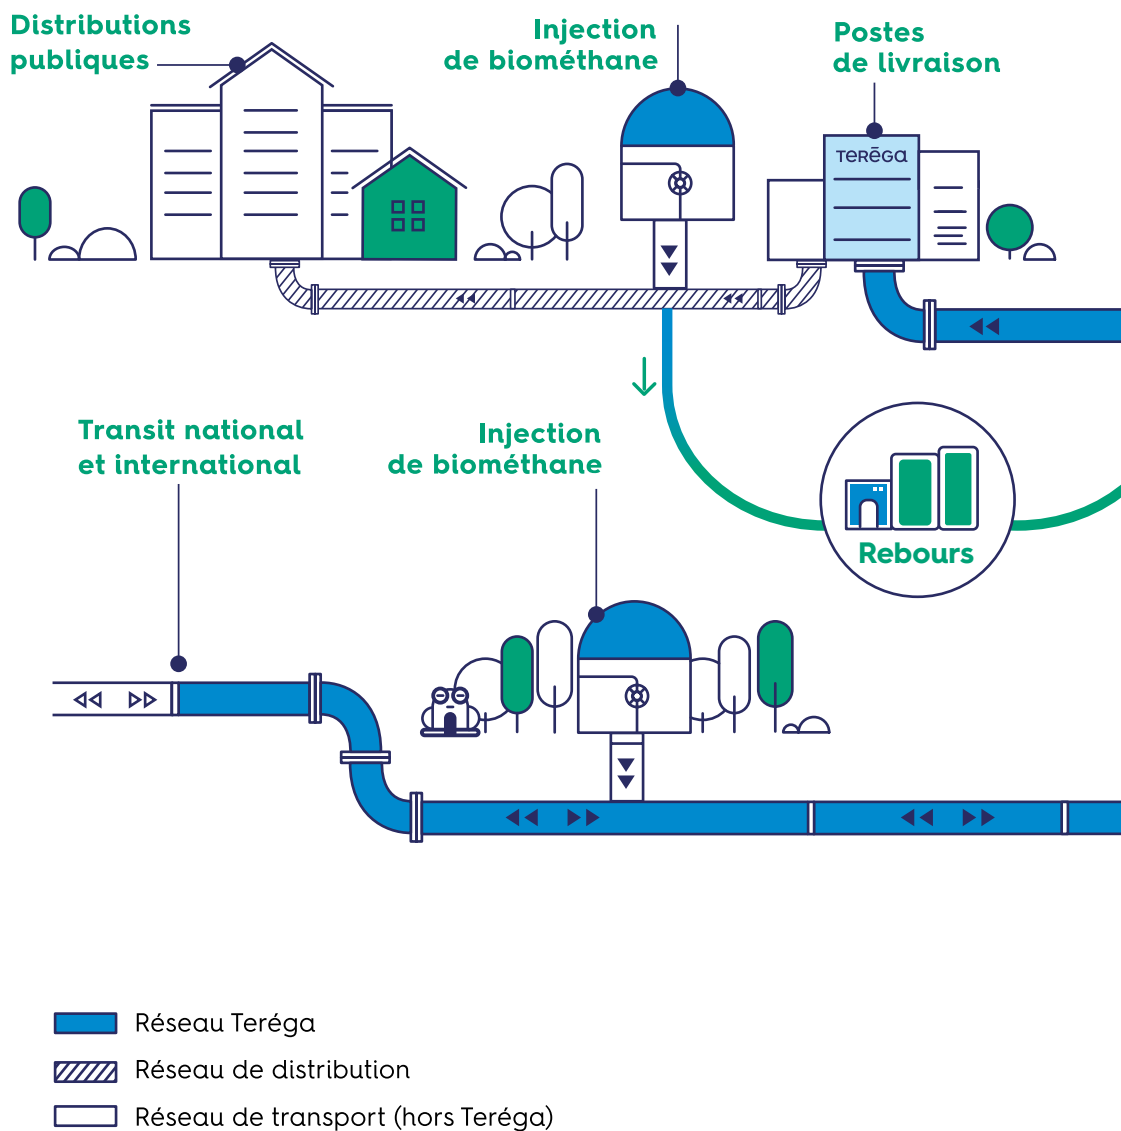 Distributions
publiques
Injection
de biométhane
Postes
de livraison
TERĒGA
Transit national
et international
Injection
de biométhane
Rebours
Réseau Teréga
Réseau de distribution
Réseau de transport (hors Teréga)